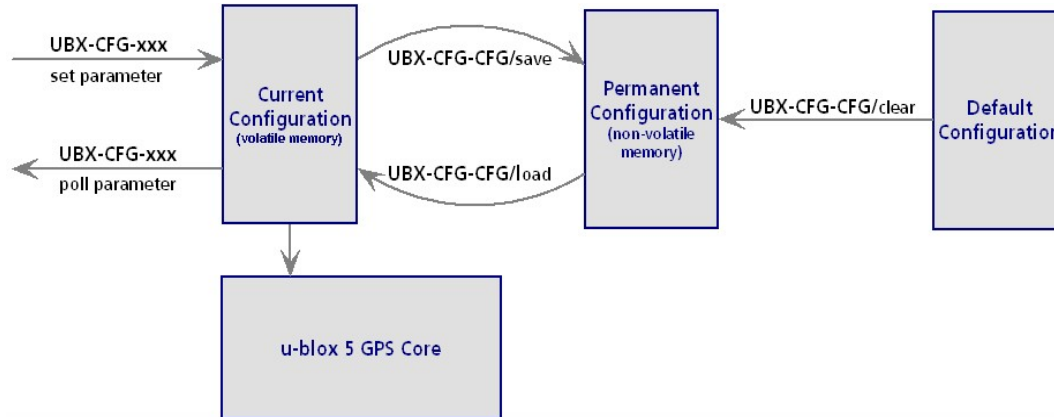 UBX-CFG-xxx
set parameter
UBX-CFG-xxx
poll parameter
Current
Configuration
(volatile memory)
UBX-CFG-CFG/save
UBX-CFG-CFG/load
Permanent
Configuration
(non-volatile
memory)
UBX-CFG-CFG/clear
Default
Configuration
u-blox 5 GPS Core